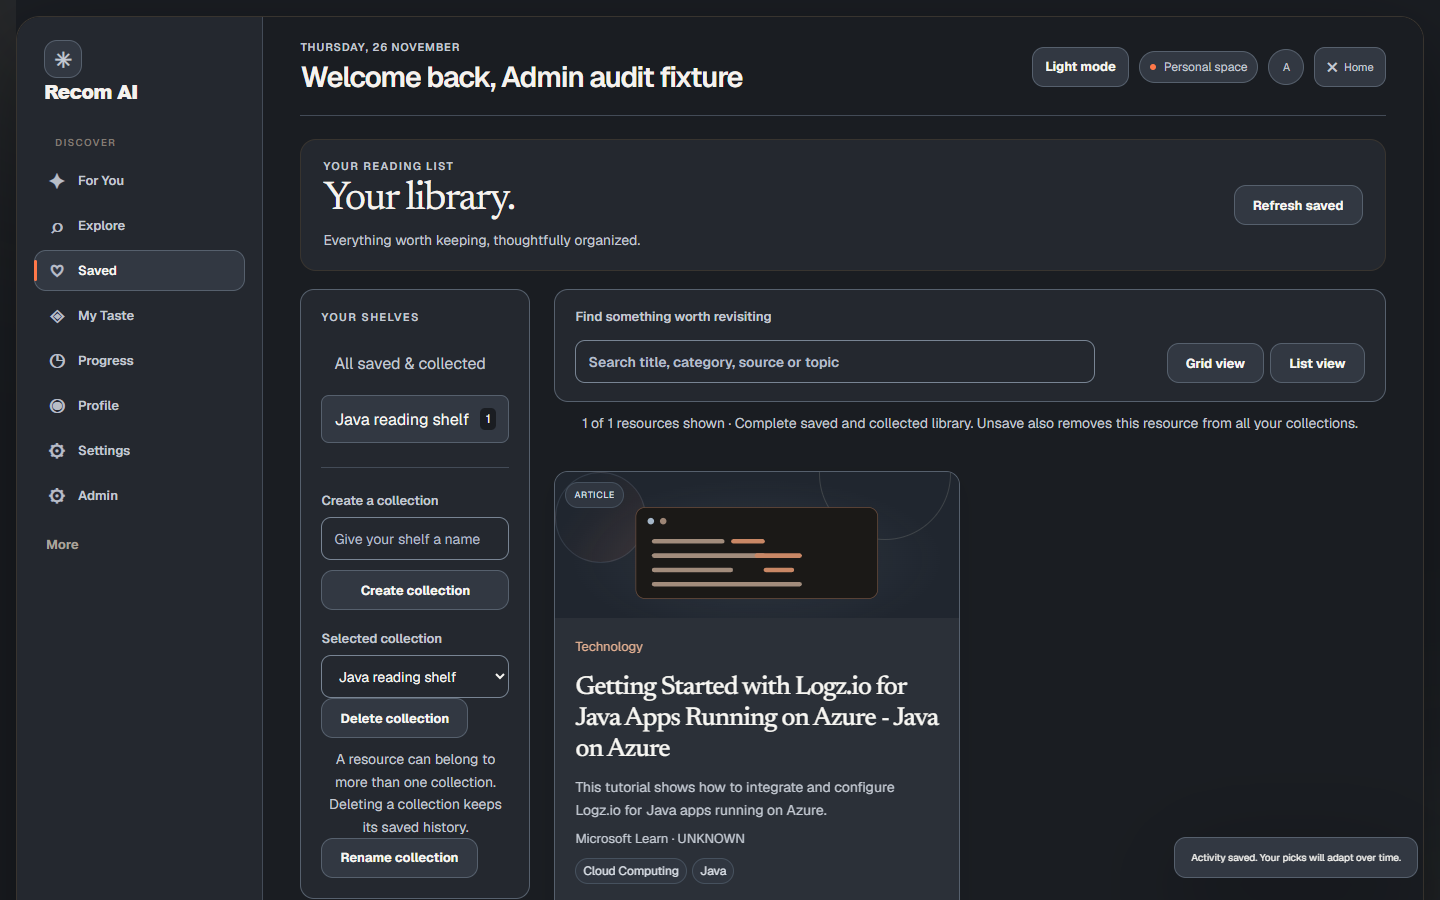 Recom AI
DISCOVER
For You
Explore
Saved
My Taste
Progress
Profile
Settings
Admin
More
THURSDAY, 26 NOVEMBER
Welcome back, Admin audit fixture
Light mode
Personal space
A
Home
YOUR READING LIST
Your library.
Everything worth keeping, thoughtfully organized.
Refresh saved
YOUR SHELVES
All saved & collected
Java reading shelf 1
Create a collection
Give your shelf a name
Create collection
Selected collection
Java reading shelf
Delete collection
A resource can belong to
more than one collection.
Deleting a collection keeps
its saved history.
Rename collection
Find something worth revisiting
Search title, category, source or topic
Grid view
List view
1 of 1 resources shown · Complete saved and collected library. Unsave also removes this resource from all your collections.
ARTICLE
Technology
Getting Started with Logz.io for
Java Apps Running on Azure - Java
on Azure
This tutorial shows how to integrate and configure
Logz.io for Java apps running on Azure.
Microsoft Learn · UNKNOWN
Cloud Computing
Java
Activity saved. Your picks will adapt over time.